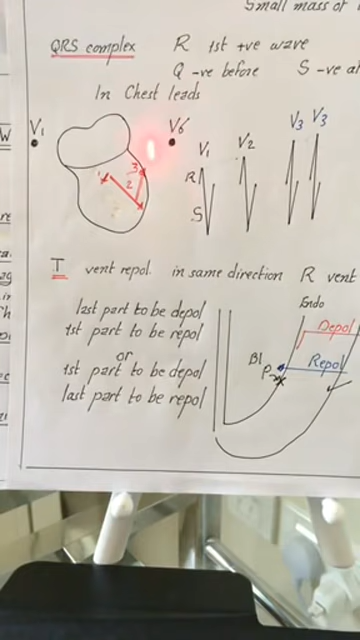 Small mass of
QRS complex R 1st +ve wave
Q -ve before S -ve a
In Chest leads
V1 V6
V1 V2 V3 V3
R
S
1 2 3
T vent repol. in same direction R vent
Endo
last part to be depol
1st part to be repol
or
1st part to be depol
last part to be repol
Depol
Bl
Repol